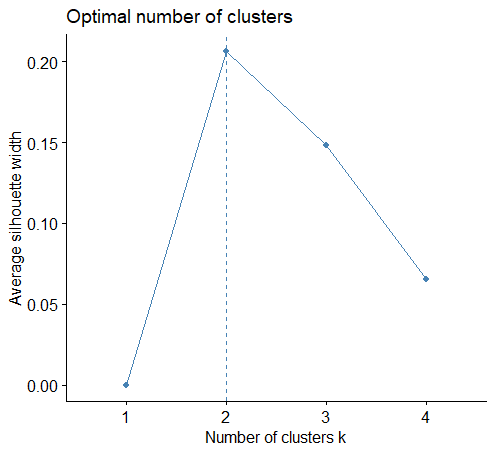 Optimal number of clusters
Average silhouette width
0.20
0.15
0.10
0.05
0.00
1 2 3 4
Number of clusters k